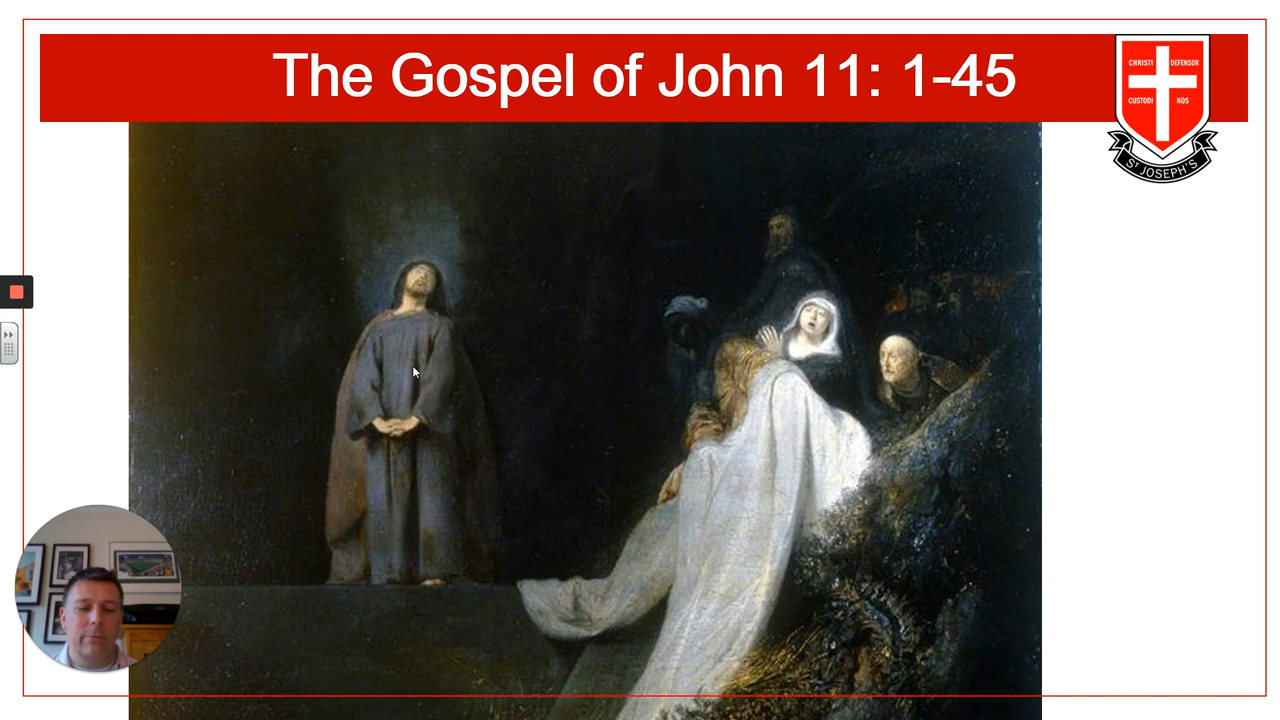 The Gospel of John 11: 1-45
CHRISTI DEFENSOR
CUSTODI NOS
ST JOSEPH'S